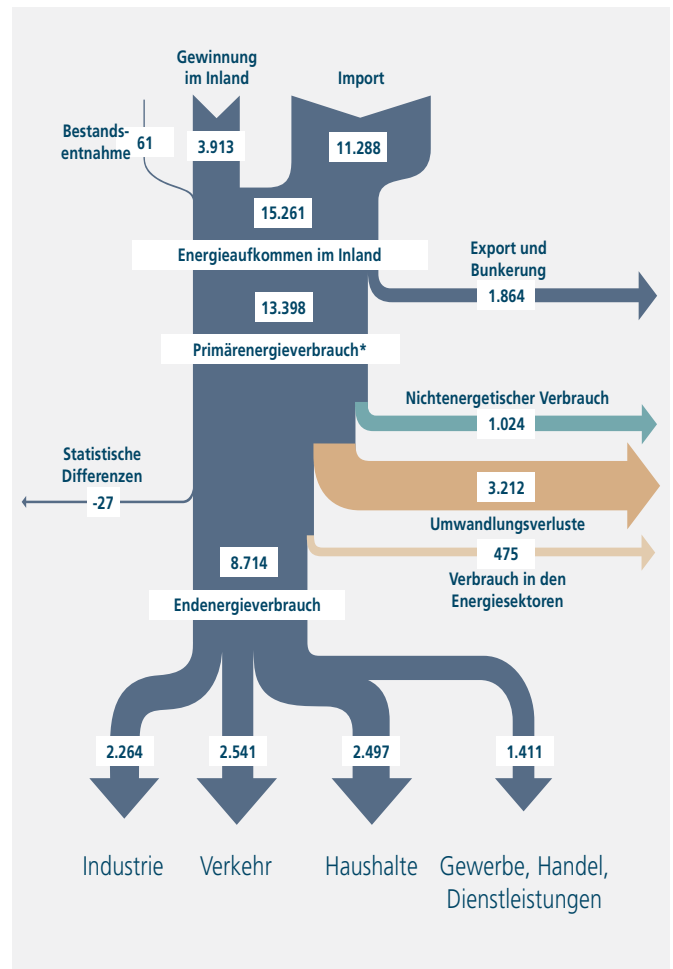 Gewinnung
im Inland
Import
Bestands-
entnahme
61
3.913
11.288
15.261
Energieaufkommen im Inland
Export und
Bunkerung
1.864
13.398
Primärenergieverbrauch*
Nichtenergetischer Verbrauch
1.024
Statistische
Differenzen
-27
3.212
Umwandlungsverluste
475
Verbrauch in den
Energiesektoren
8.714
Endenergieverbrauch
2.264
2.541
2.497
1.411
Industrie
Verkehr
Haushalte
Gewerbe, Handel,
Dienstleistungen